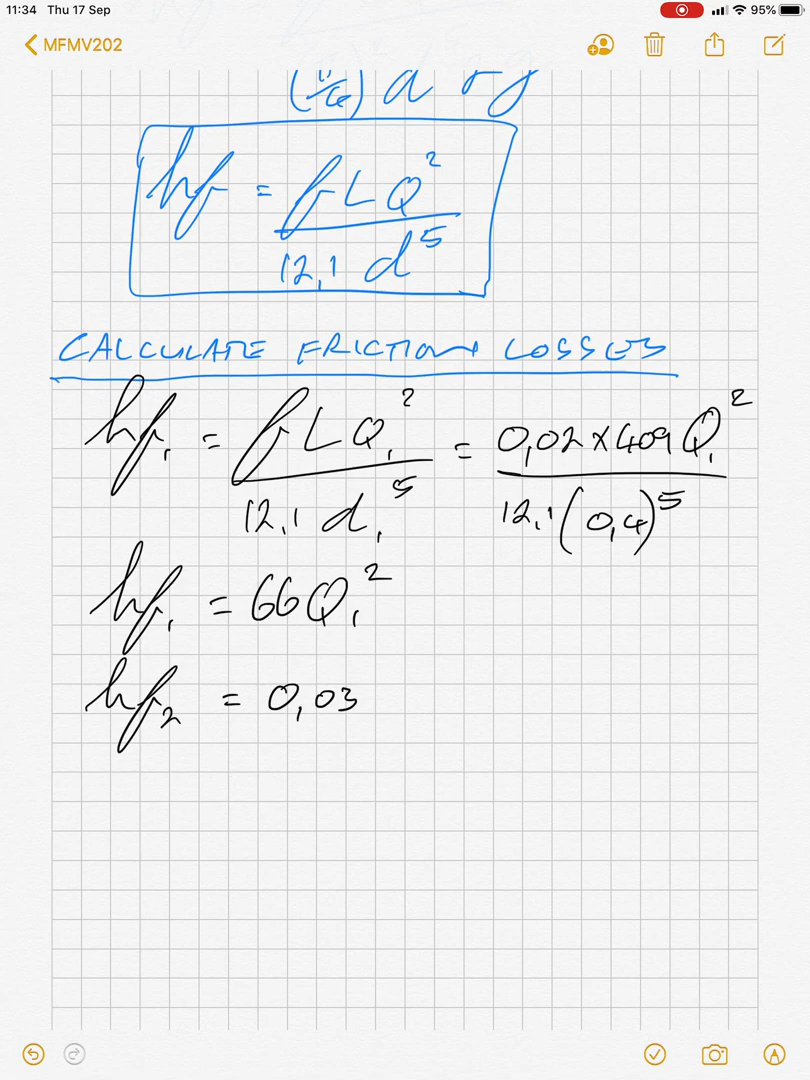 11:34 Thu 17 Sep 95%
MFMV202
hf = fLQ² / 12,1 d⁵
CALCULATE FRICTION LOSSES
hf₁ = fLQ₁² / 12,1 d₁⁵ = 0,02×409Q₁² / 12,1(0,4)⁵
hf₁ = 66Q₁²
hf₂ = 0,03